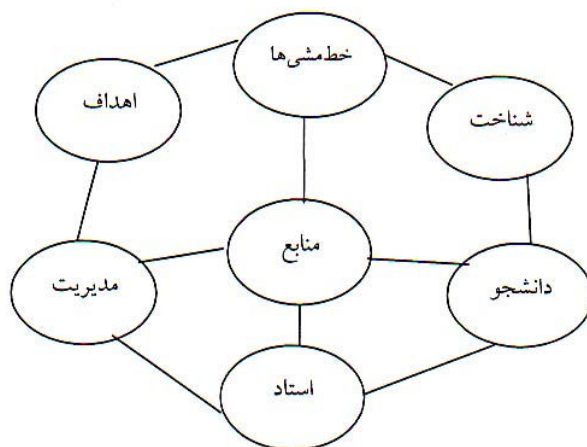 خط‌مشی‌ها
اهداف
شناخت
منابع
مدیریت
دانشجو
استاد